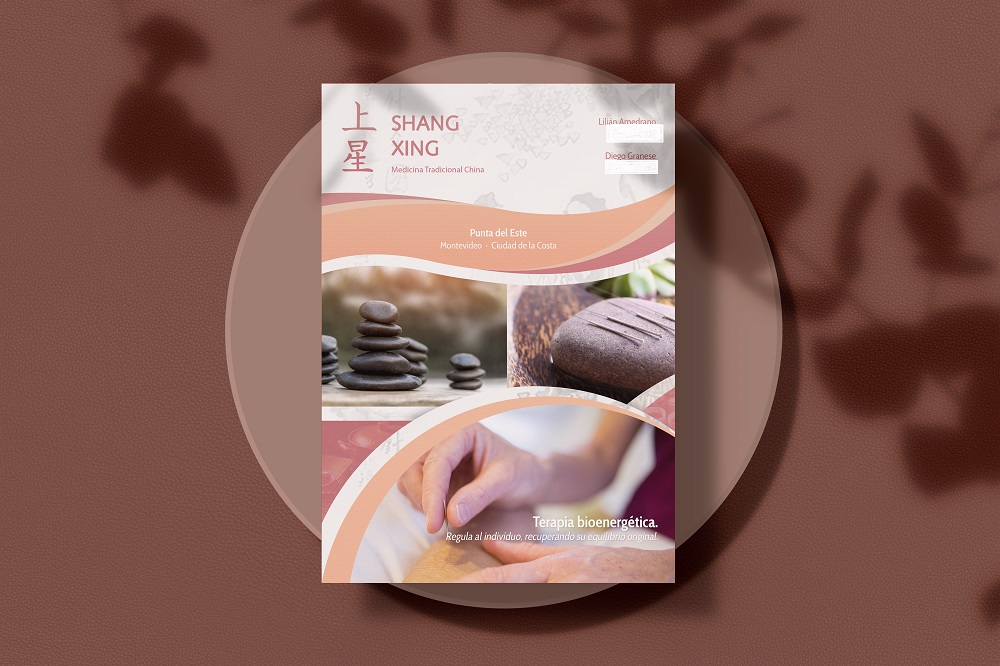 上
星
SHANG
XING
Medicina Tradicional China
Lilián Amedrano
Diego Granese
Punta del Este
Montevideo - Ciudad de la Costa
Terapia bioenergética.
Regula al individuo, recuperando su equilibrio original.